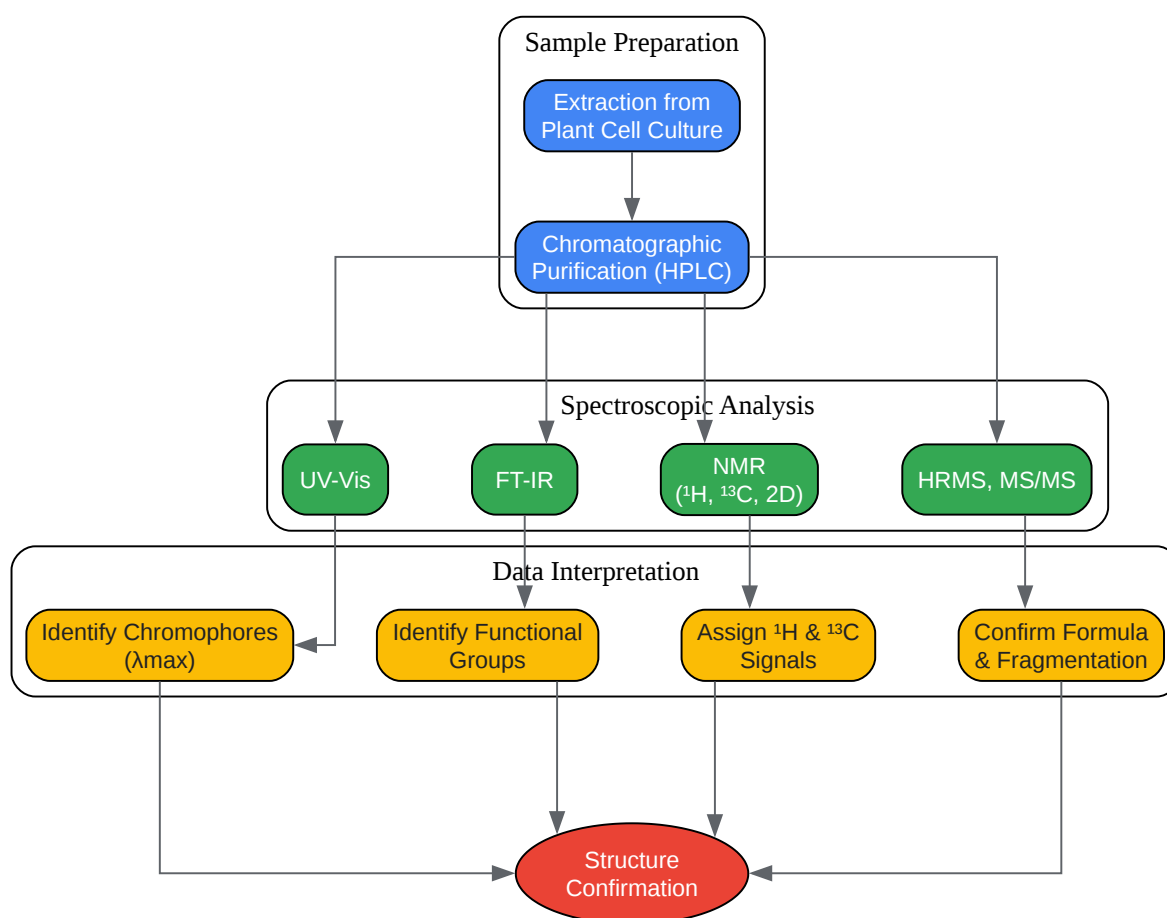 Sample Preparation
Extraction from
Plant Cell Culture
Chromatographic
Purification (HPLC)
Spectroscopic Analysis
UV-Vis
FT-IR
NMR
(¹H, ¹³C, 2D)
HRMS, MS/MS
Data Interpretation
Identify Chromophores
(λmax)
Identify Functional
Groups
Assign ¹H & ¹³C
Signals
Confirm Formula
& Fragmentation
Structure
Confirmation